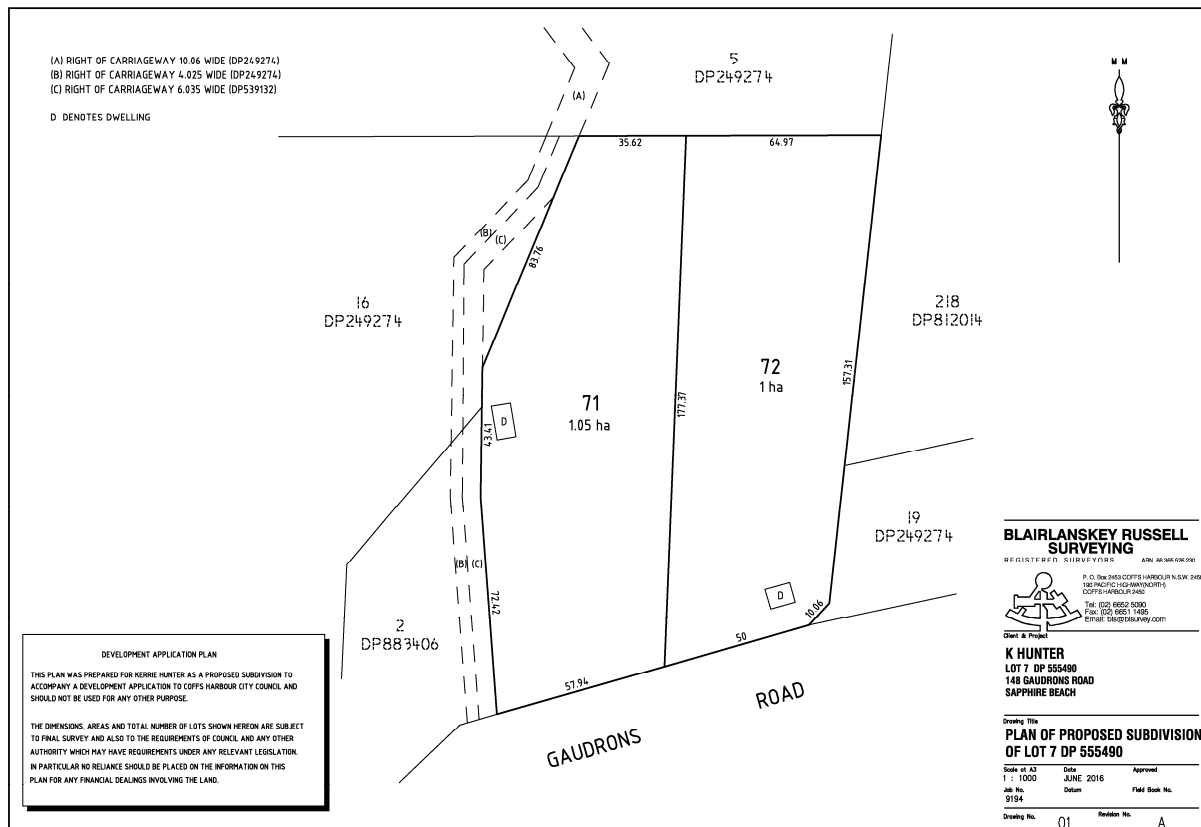 (A) RIGHT OF CARRIAGEWAY 10.06 WIDE (DP249274)
(B) RIGHT OF CARRIAGEWAY 4.025 WIDE (DP249274)
(C) RIGHT OF CARRIAGEWAY 6.035 WIDE (DP539132)
D DENOTES DWELLING
5
DP249274
M M
(A)
35.62
64.97
(B)
(C)
83.76
16
DP249274
218
DP812014
72
1 ha
157.31
71
1.05 ha
177.37
D
43.41
19
DP249274
(B) (C)
72.42
D
10.06
2
DP883406
50
57.94
GAUDRONS ROAD
DEVELOPMENT APPLICATION PLAN
THIS PLAN WAS PREPARED FOR KERRIE HUNTER AS A PROPOSED SUBDIVISION TO
ACCOMPANY A DEVELOPMENT APPLICATION TO COFFS HARBOUR CITY COUNCIL AND
SHOULD NOT BE USED FOR ANY OTHER PURPOSE.
THE DIMENSIONS, AREAS AND TOTAL NUMBER OF LOTS SHOWN HEREON ARE SUBJECT
TO FINAL SURVEY AND ALSO TO THE REQUIREMENTS OF COUNCIL AND ANY OTHER
AUTHORITY WHICH MAY HAVE REQUIREMENTS UNDER ANY RELEVANT LEGISLATION.
IN PARTICULAR NO RELIANCE SHOULD BE PLACED ON THE INFORMATION ON THIS
PLAN FOR ANY FINANCIAL DEALINGS INVOLVING THE LAND.
BLAIRLANSKEY RUSSELL
SURVEYING
REGISTERED SURVEYORS ABN
P. O. Box 2453 COFFS HARBOUR N.S.W. 2450
190 PACIFIC HIGHWAY(NORTH)
COFFS HARBOUR 2450
Tel: (02) 6652 5090
Fax: (02) 6651 1495
Email: bls@blsurvey.com
Client & Project
K HUNTER
LOT 7 DP 555490
148 GAUDRONS ROAD
SAPPHIRE BEACH
Drawing Title
PLAN OF PROPOSED SUBDIVISION
OF LOT 7 DP 555490
Scale at A3 Date Approved
1 : 1000 JUNE 2016
Job No. Datum Field Book No.
9194
Drawing No. 01 Revision No. A